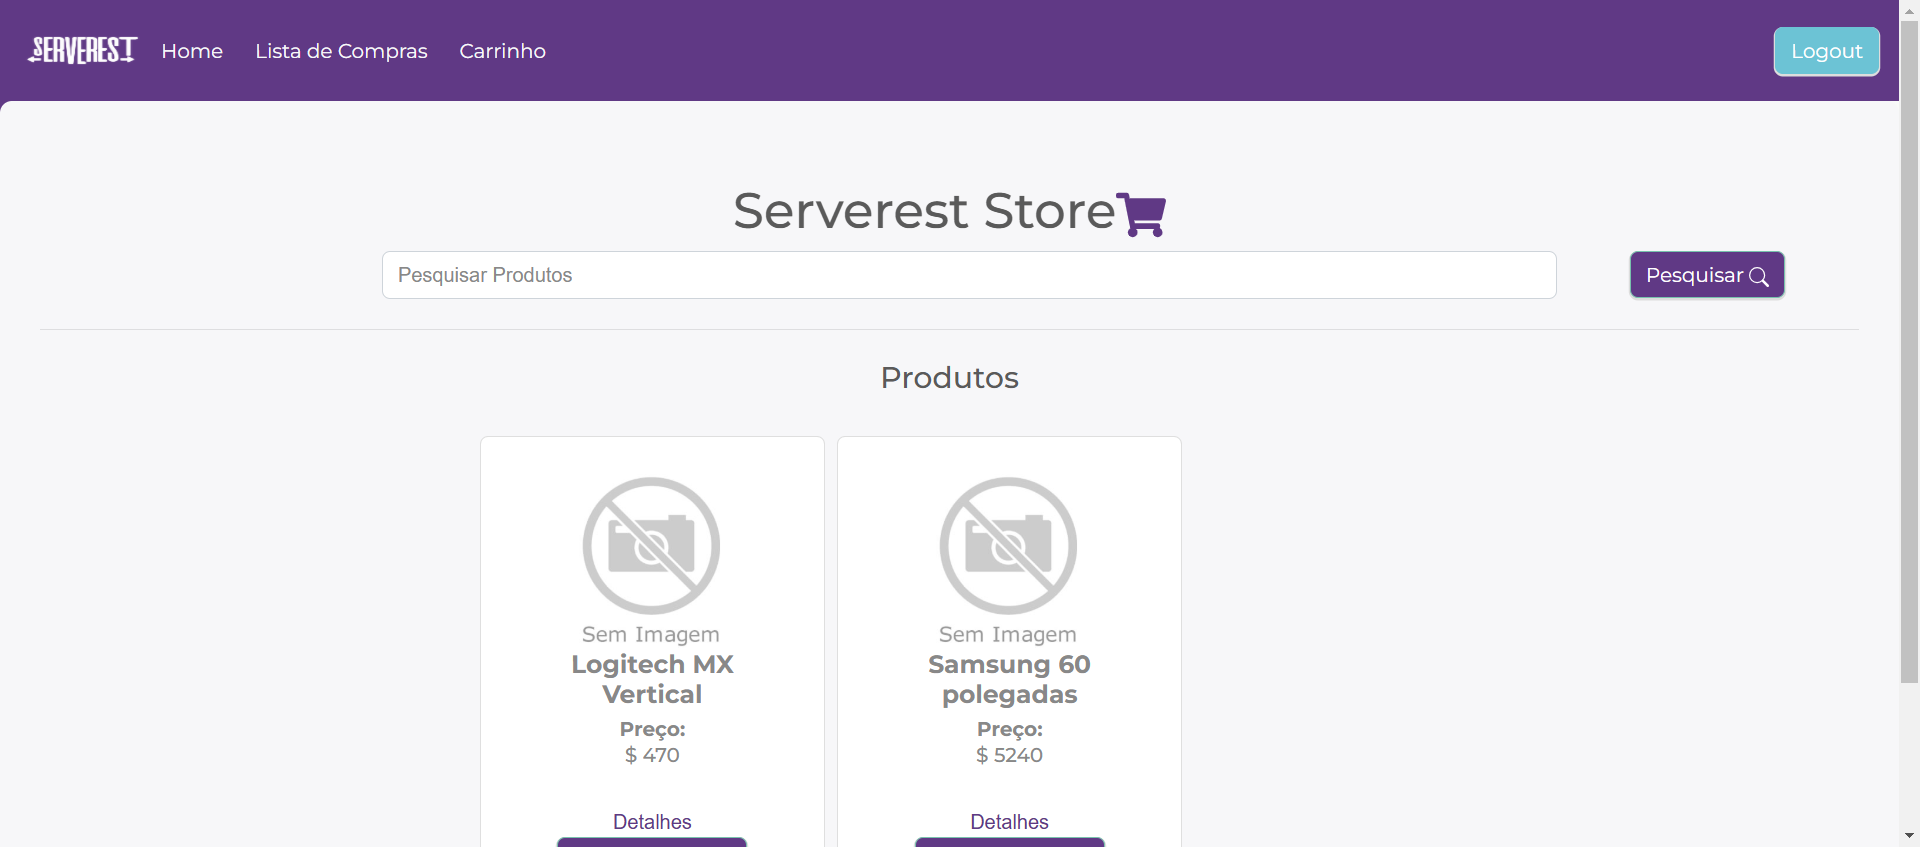 SERVEREST Home Lista de Compras Carrinho Logout
Serverest Store
Pesquisar Produtos Pesquisar
Produtos
Sem Imagem
Logitech MX
Vertical
Preço:
$ 470
Detalhes
Sem Imagem
Samsung 60
polegadas
Preço:
$ 5240
Detalhes